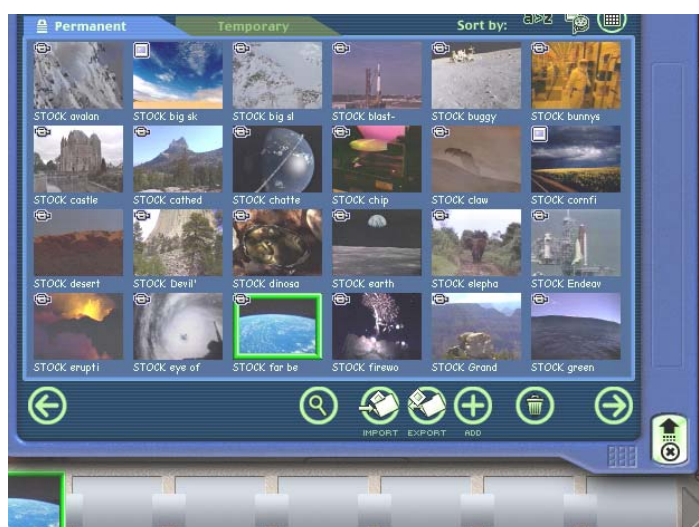 Permanent Temporary Sort by: a▷z
STOCK avalan STOCK big sk STOCK big sl STOCK blast- STOCK buggy STOCK bunnys
STOCK castle STOCK cathed STOCK chatte STOCK chip STOCK claw STOCK cornfi
STOCK desert STOCK Devil' STOCK dinosa STOCK earth STOCK elepha STOCK Endeav
STOCK erupti STOCK eye of STOCK far be STOCK firewo STOCK Grand STOCK green
IMPORT EXPORT ADD